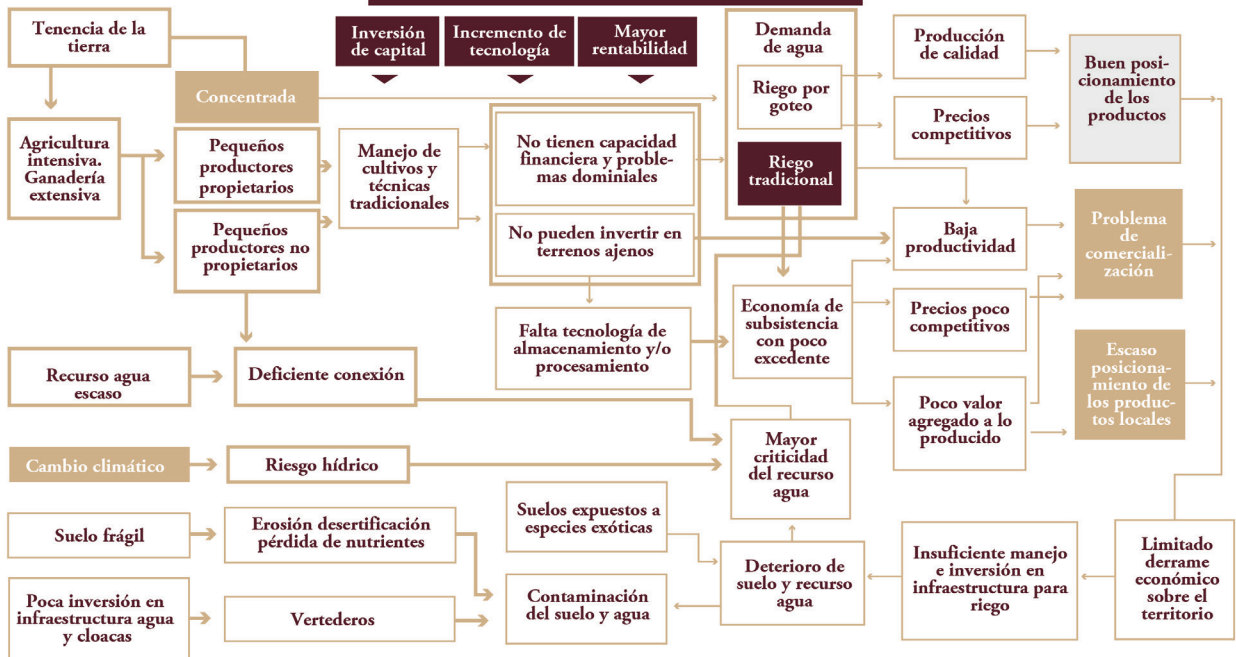 Tenencia de la
tierra
Inversión
de capital
Incremento de
tecnología
Mayor
rentabilidad
Demanda
de agua
Producción
de calidad
Buen posi-
cionamiento
de los
productos
Concentrada
Riego por
goteo
Precios
competitivos
Agricultura
intensiva.
Ganadería
extensiva
Pequeños
productores
propietarios
Manejo de
cultivos y
técnicas
tradicionales
No tienen capacidad
financiera y proble-
mas dominiales
Riego
tradicional
Pequeños
productores no
propietarios
No pueden invertir en
terrenos ajenos
Baja
productividad
Problema
de
comerciali-
zación
Falta tecnología de
almacenamiento y/o
procesamiento
Economía de
subsistencia
con poco
excedente
Precios poco
competitivos
Recurso agua
escaso
Deficiente conexión
Escaso
posiciona-
miento de
los produc-
tos locales
Poco valor
agregado a lo
producido
Cambio climático
Riesgo hídrico
Mayor
criticidad
del recurso
agua
Suelo frágil
Erosión desertificación
pérdida de nutrientes
Suelos expuestos a
especies exóticas
Deterioro de
suelo y recurso
agua
Insuficiente manejo
e inversión en
infraestructura para
riego
Limitado
derrame
económico
sobre el
territorio
Poca inversión en
infraestructura agua
y cloacas
Vertederos
Contaminación
del suelo y agua